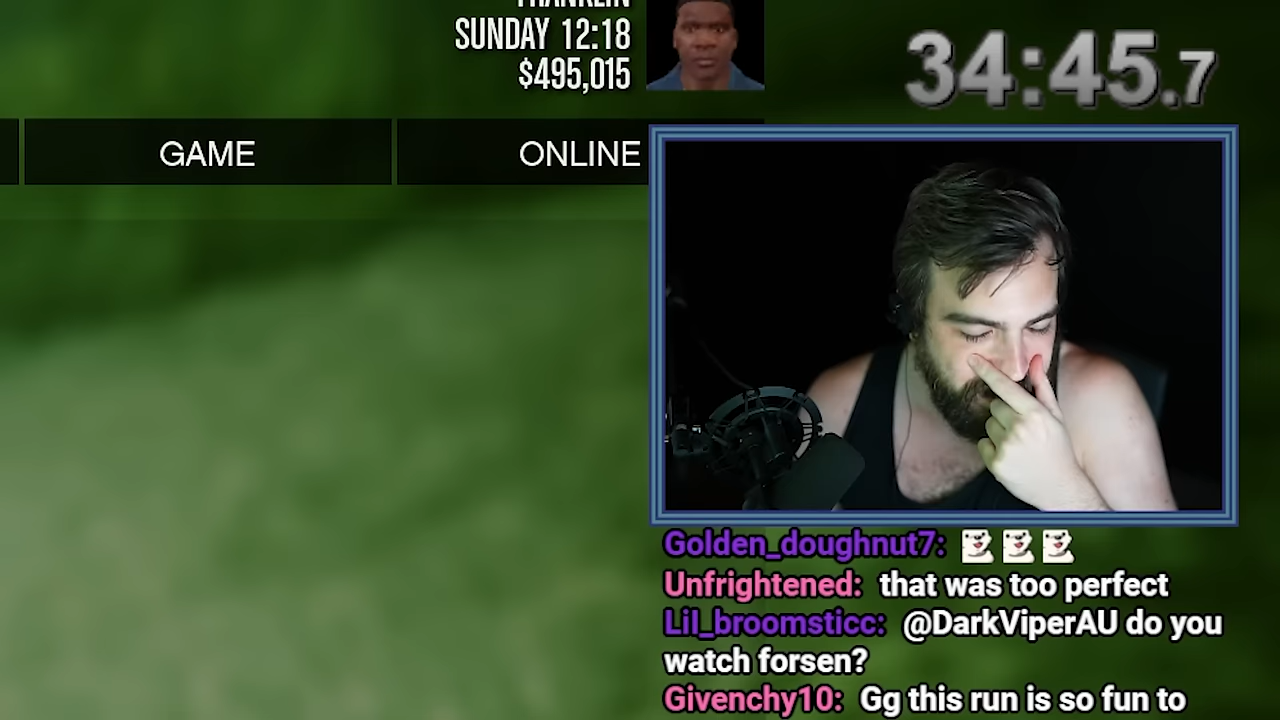 FRANKLIN
SUNDAY 12:18
$495,015
34:45.7
GAME
ONLINE
Golden_doughnut7:
Unfrightened: that was too perfect
Lil_broomsticc: @DarkViperAU do you
watch forsen?
Givenchy10: Gg this run is so fun to